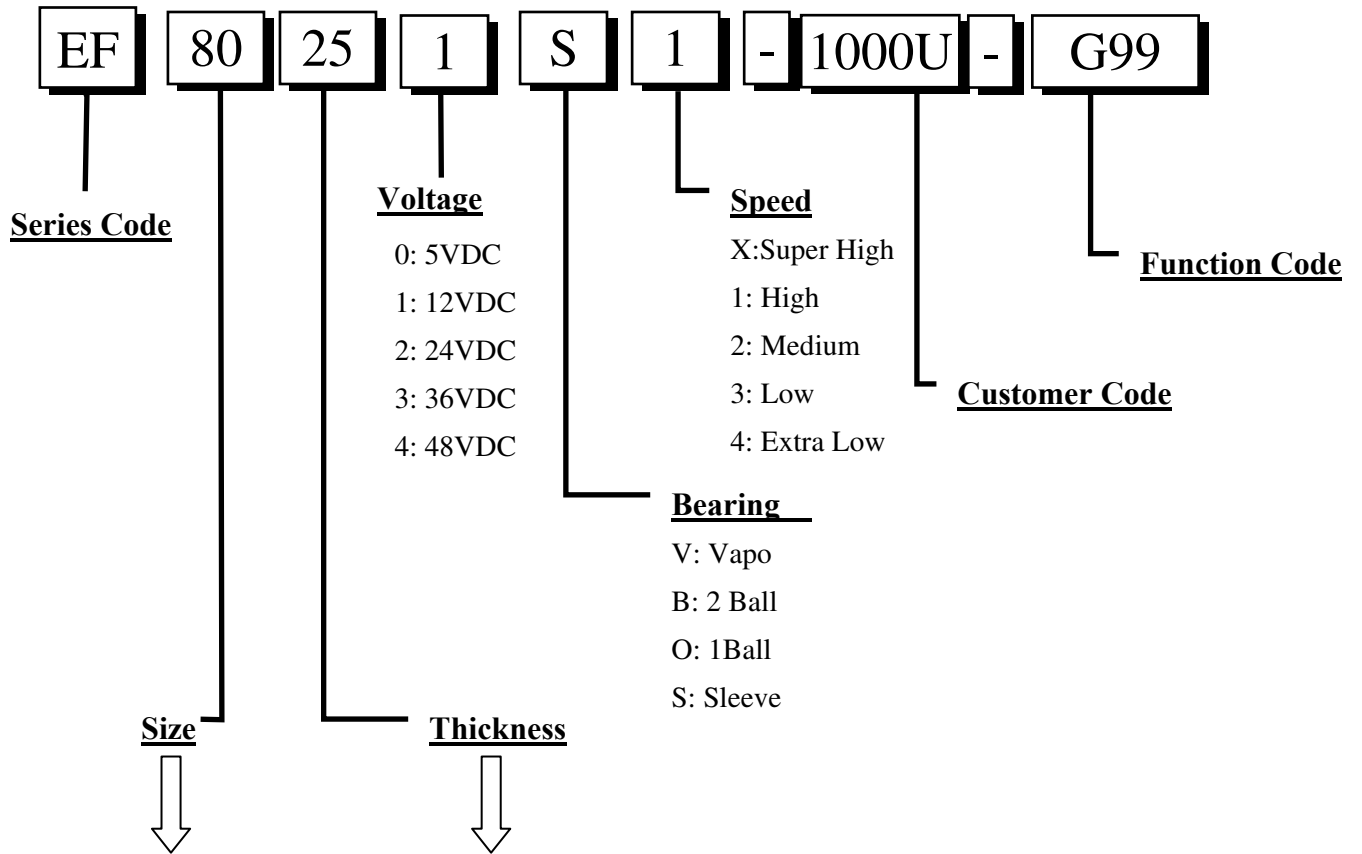 EF 80 25 1 S 1 - 1000U - G99
Series Code
Voltage
0: 5VDC
1: 12VDC
2: 24VDC
3: 36VDC
4: 48VDC
Speed
X:Super High
1: High
2: Medium
3: Low
4: Extra Low
Function Code
Customer Code
Bearing
V: Vapo
B: 2 Ball
O: 1Ball
S: Sleeve
Size
Thickness